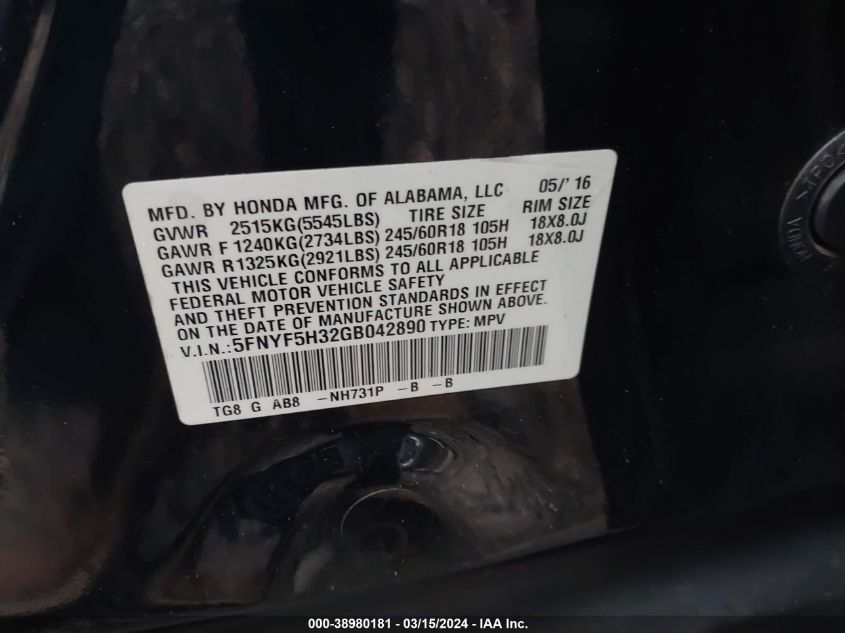 MFD. BY HONDA MFG. OF ALABAMA, LLC 05/' 16
GVWR 2515KG(5545LBS) TIRE SIZE RIM SIZE
GAWR F 1240KG(2734LBS) 245/60R18 105H 18X8.0J
GAWR R 1325KG(2921LBS) 245/60R18 105H 18X8.0J
THIS VEHICLE CONFORMS TO ALL APPLICABLE
FEDERAL MOTOR VEHICLE SAFETY
AND THEFT PREVENTION STANDARDS IN EFFECT
ON THE DATE OF MANUFACTURE SHOWN ABOVE.
V.I.N.:5FNYF5H32GB042890 TYPE: MPV
TG8 G AB8 -NH731P -B -B
000-38980181 - 03/15/2024 - IAA Inc.